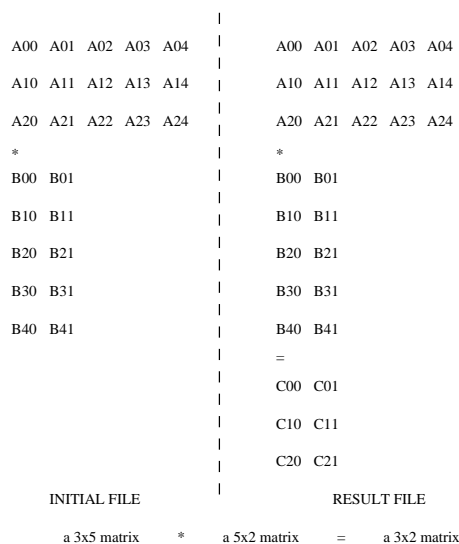 A00 A01 A02 A03 A04
A10 A11 A12 A13 A14
A20 A21 A22 A23 A24
*
B00 B01
B10 B11
B20 B21
B30 B31
B40 B41
INITIAL FILE
A00 A01 A02 A03 A04
A10 A11 A12 A13 A14
A20 A21 A22 A23 A24
*
B00 B01
B10 B11
B20 B21
B30 B31
B40 B41
=
C00 C01
C10 C11
C20 C21
RESULT FILE
a 3x5 matrix * a 5x2 matrix = a 3x2 matrix